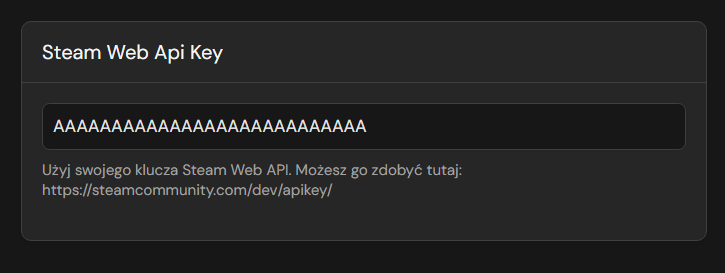 Steam Web Api Key
AAAAAAAAAAAAAAAAAAAAAAAAAAA
Użyj swojego klucza Steam Web API. Możesz go zdobyć tutaj:
https://steamcommunity.com/dev/apikey/